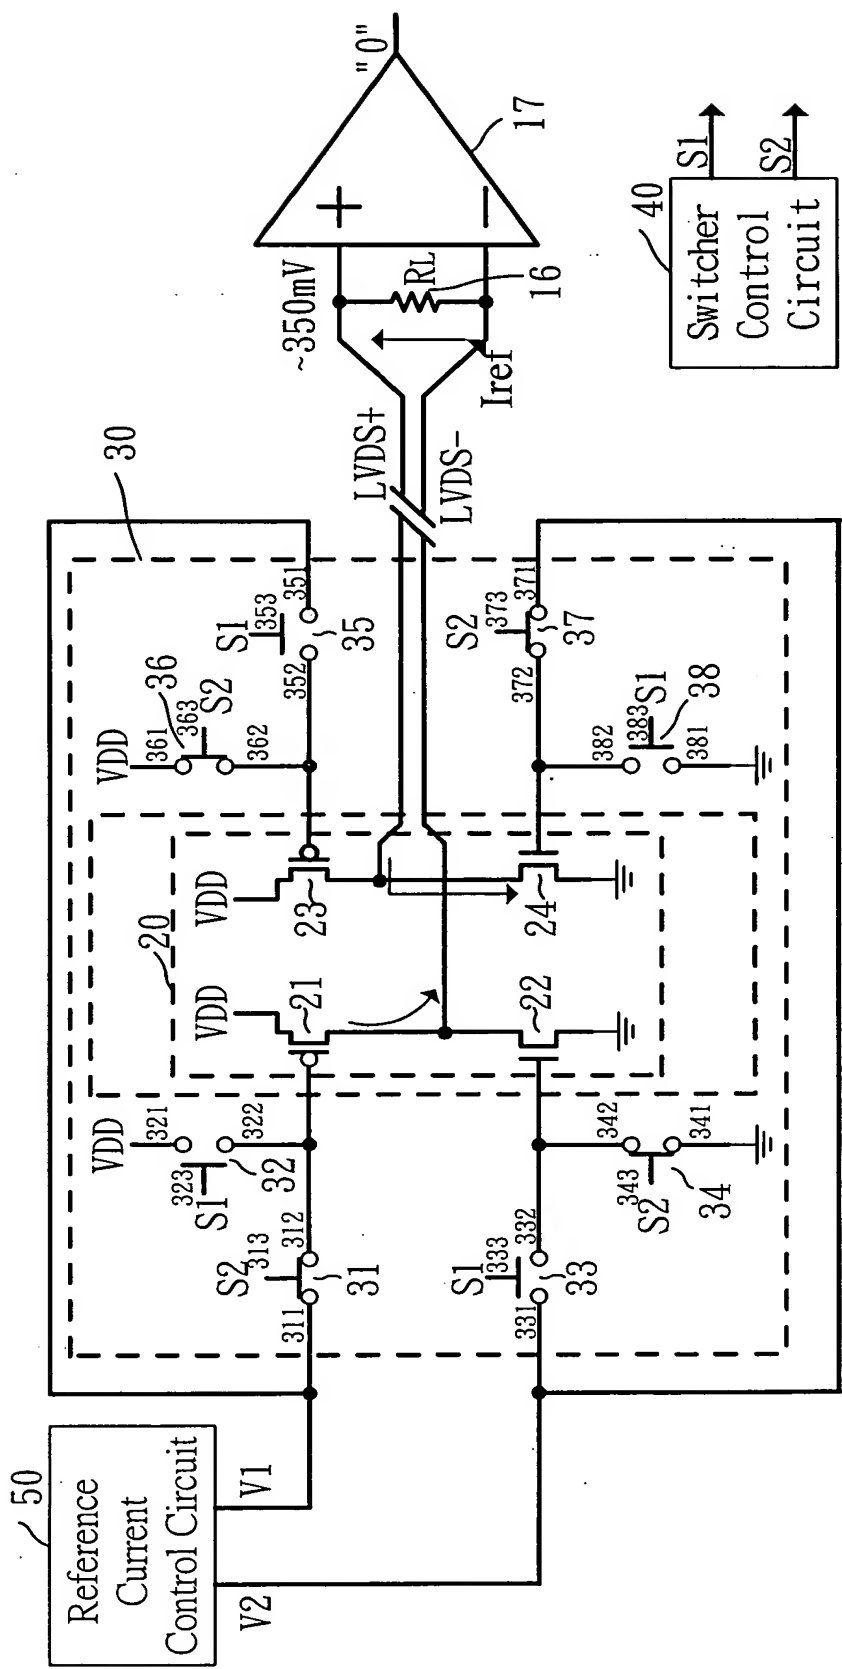 50
Reference
Current
Control Circuit
V1
V2
30
VDD
321
322
323
S1
32
S2
313
311
312
31
S1
333
331
332
33
342
341
343
S2
34
20
VDD
21
22
VDD
23
24
VDD
361
36
363
S2
362
S1
353
352
351
35
S2
373
372
371
37
382
383
S1
381
38
LVDS+
LVDS-
~350mV
RL
16
Iref
"0"
17
40
Switcher
Control
Circuit
S1
S2